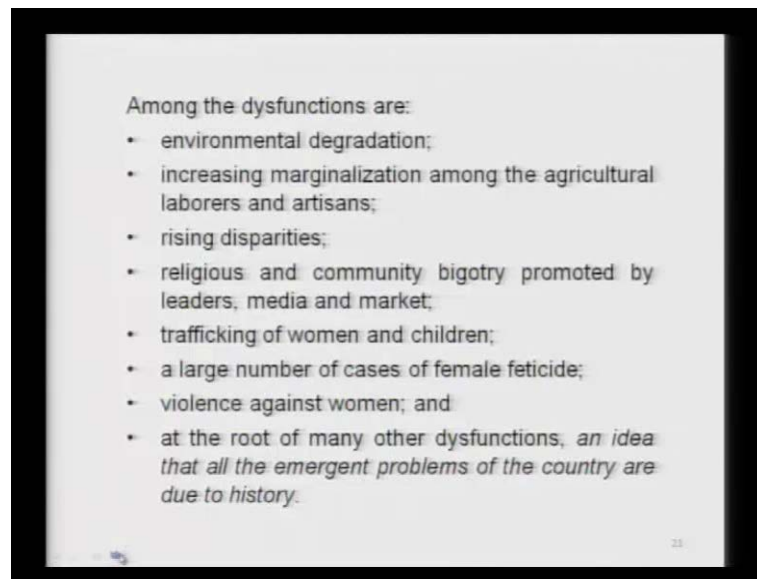 Among the dysfunctions are:
• environmental degradation;
• increasing marginalization among the agricultural
laborers and artisans;
• rising disparities;
• religious and community bigotry promoted by
leaders, media and market;
• trafficking of women and children;
• a large number of cases of female feticide;
• violence against women; and
• at the root of many other dysfunctions, an idea
that all the emergent problems of the country are
due to history.